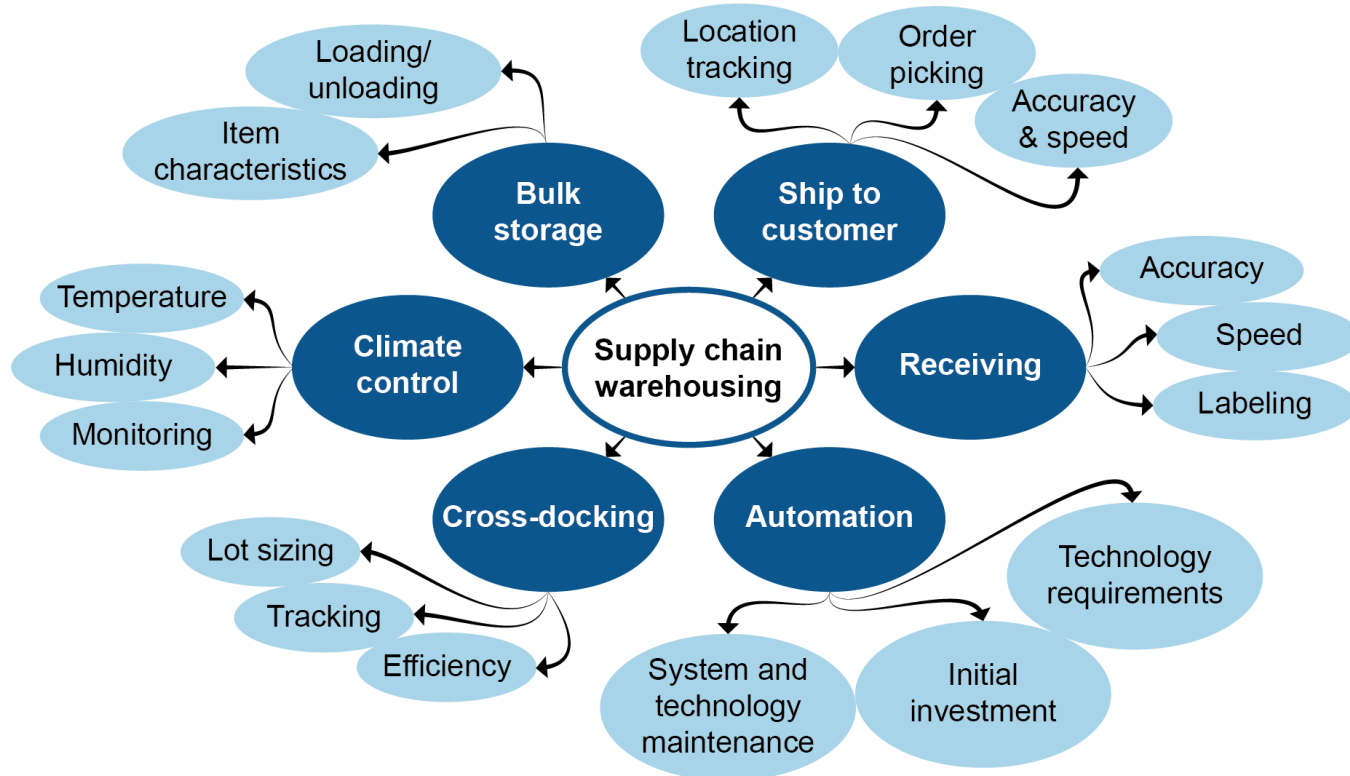 Loading/
unloading
Item
characteristics
Bulk
storage
Location
tracking
Order
picking
Accuracy
& speed
Ship to
customer
Temperature
Humidity
Monitoring
Climate
control
Supply chain
warehousing
Receiving
Accuracy
Speed
Labeling
Cross-docking
Lot sizing
Tracking
Efficiency
Automation
Technology
requirements
System and
technology
maintenance
Initial
investment